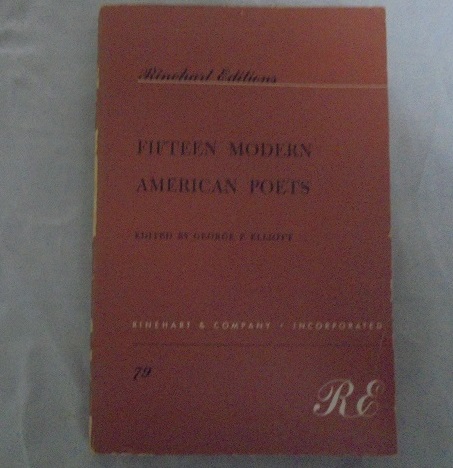 Rinehart Editions
FIFTEEN MODERN
AMERICAN POETS
EDITED BY GEORGE P. ELLIOTT
RINEHART & COMPANY · INCORPORATED
79
RE